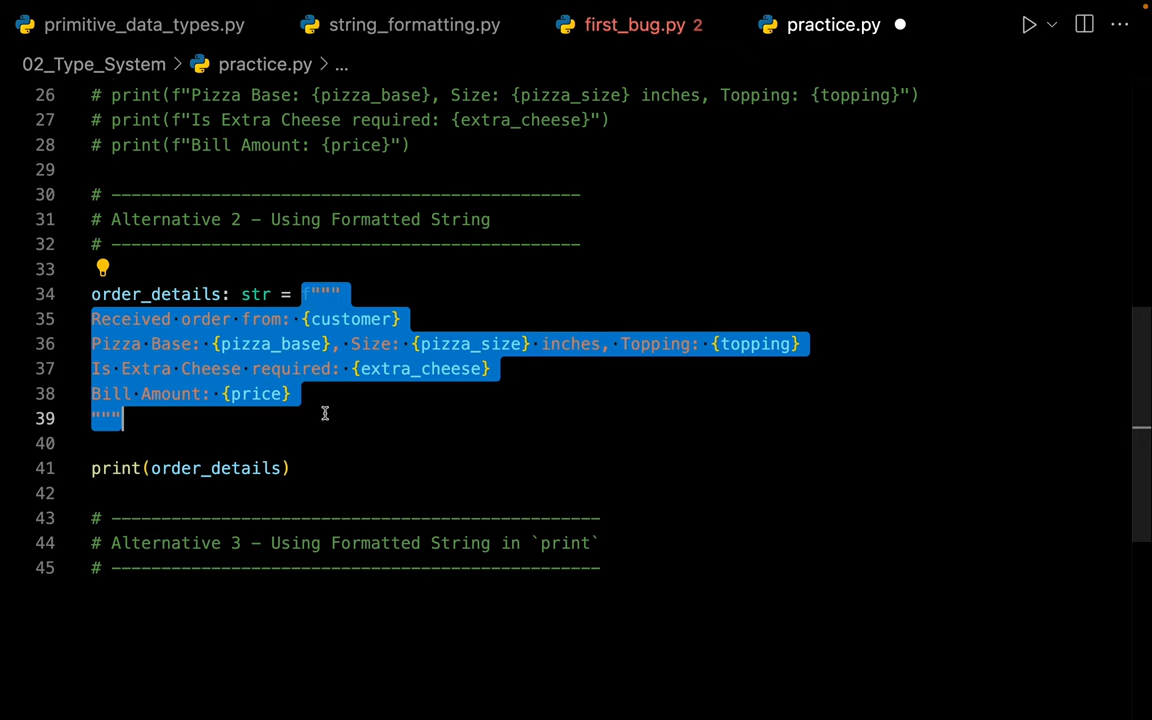 primitive_data_types.py string_formatting.py first_bug.py 2 practice.py
02_Type_System > practice.py > ...
26 # print(f"Pizza Base: {pizza_base}, Size: {pizza_size} inches, Topping: {topping}")
27 # print(f"Is Extra Cheese required: {extra_cheese}")
28 # print(f"Bill Amount: {price}")
29
30 # -----------------------------------------------
31 # Alternative 2 - Using Formatted String
32 # -----------------------------------------------
33
34 order_details: str = f"""
35 Received order from: {customer}
36 Pizza Base: {pizza_base}, Size: {pizza_size} inches, Topping: {topping}
37 Is Extra Cheese required: {extra_cheese}
38 Bill Amount: {price}
39 """
40
41 print(order_details)
42
43 # -------------------------------------------------
44 # Alternative 3 - Using Formatted String in `print`
45 # -------------------------------------------------